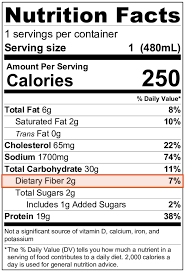 Nutrition Facts
1 servings per container
Serving size 1 (480mL)
Amount Per Serving
Calories 250
% Daily Value*
Total Fat 6g 8%
Saturated Fat 2g 10%
Trans Fat 0g
Cholesterol 65mg 22%
Sodium 1700mg 74%
Total Carbohydrate 30g 11%
Dietary Fiber 2g 7%
Total Sugars 2g
Includes 1g Added Sugars 2%
Protein 19g 38%
Not a significant source of vitamin D, calcium, iron, and
potassium
*The % Daily Value (DV) tells you how much a nutrient in a
serving of food contributes to a daily diet. 2,000 calories a
day is used for general nutrition advice.